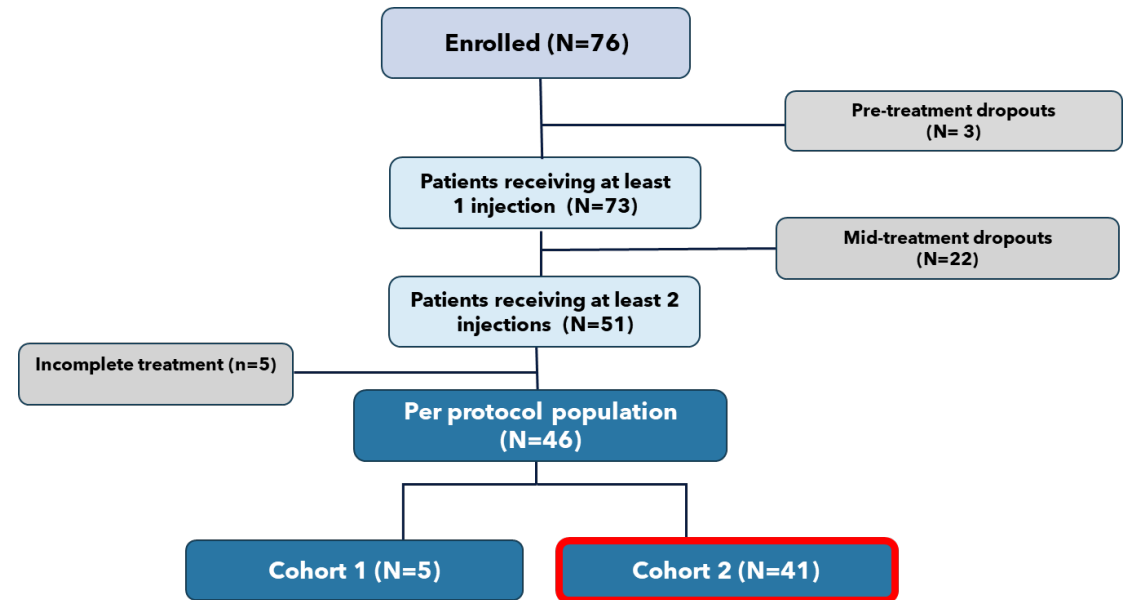 Enrolled (N=76)
Pre-treatment dropouts
(N= 3)
Patients receiving at least
1 injection  (N=73)
Mid-treatment dropouts
(N=22)
Patients receiving at least 2
injections  (N=51)
Incomplete treatment (n=5)
Per protocol population
(N=46)
Cohort 1 (N=5)
Cohort 2 (N=41)